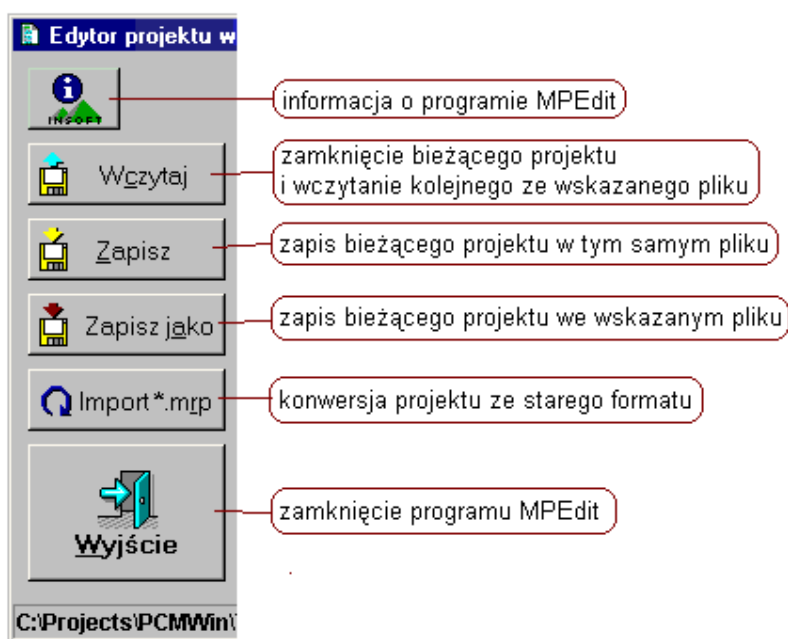 Edytor projektu w
INSOFT
informacja o programie MPEdit
Wczytaj
zamknięcie bieżącego projektu
i wczytanie kolejnego ze wskazanego pliku
Zapisz
zapis bieżącego projektu w tym samym pliku
Zapisz jako
zapis bieżącego projektu we wskazanym pliku
Import *.mrp
konwersja projektu ze starego formatu
Wyjście
zamknięcie programu MPEdit
C:\Projects\PCMWin\